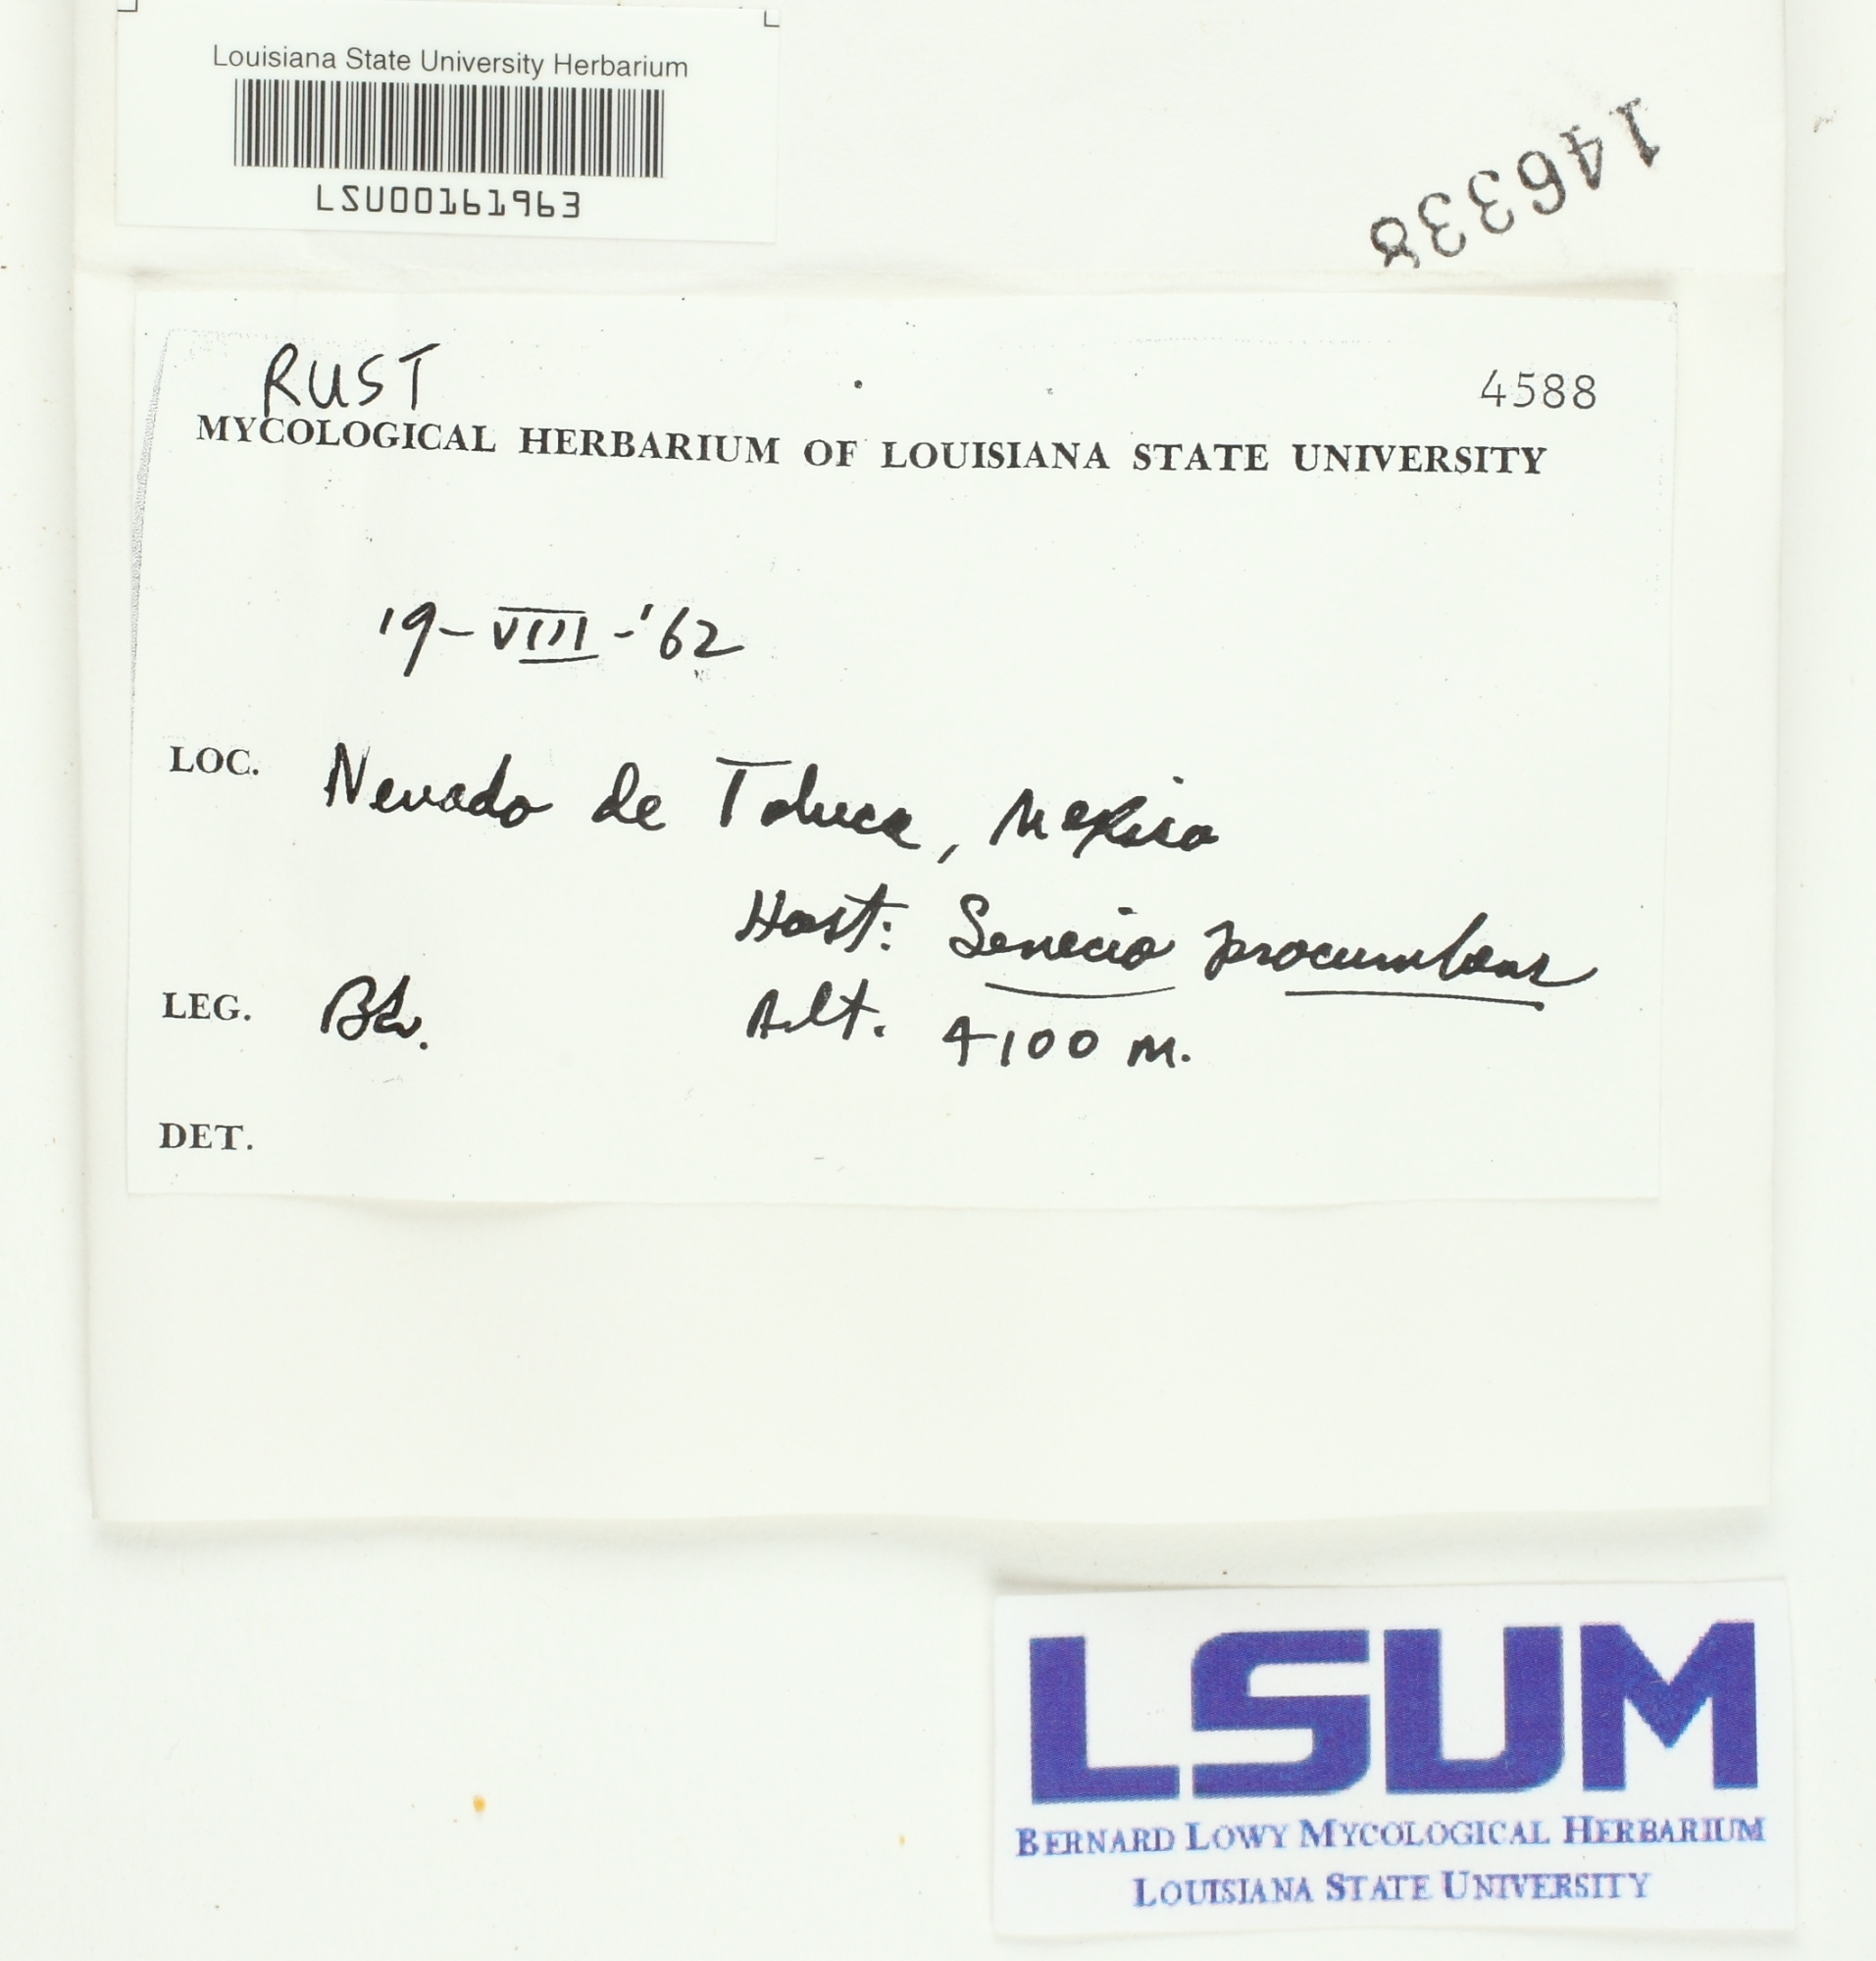 Louisiana State University Herbarium
LSU00161963
146338
RUST
4588
MYCOLOGICAL HERBARIUM OF LOUISIANA STATE UNIVERSITY
19-VIII-'62
LOC. Nevado de Toluca, Mexico
Host: Senecio procumbens
LEG. BL.
Alt. 4100 m.
DET.
LSUM
BERNARD LOWY MYCOLOGICAL HERBARIUM
LOUISIANA STATE UNIVERSITY